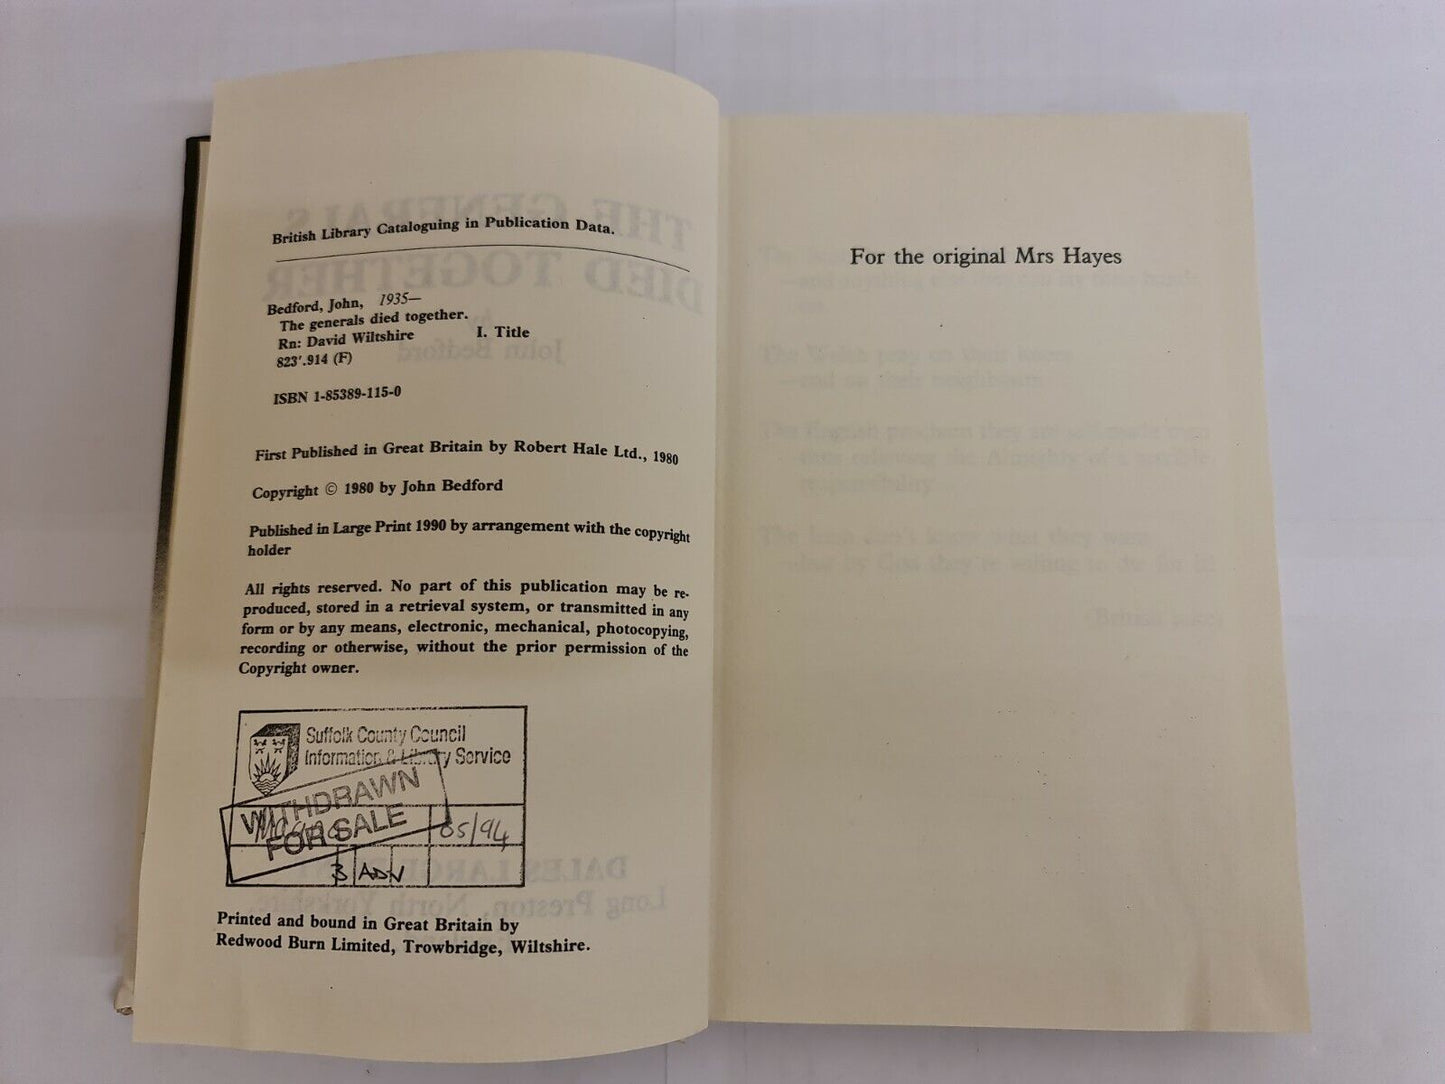 British Library Cataloguing in Publication Data.
Bedford, John, 1935—
The generals died together.
Rn: David Wiltshire I. Title
823'.914 (F)
ISBN 1-85389-115-0
First Published in Great Britain by Robert Hale Ltd., 1980
Copyright © 1980 by John Bedford
Published in Large Print 1990 by arrangement with the copyright
holder
All rights reserved. No part of this publication may be re-
produced, stored in a retrieval system, or transmitted in any
form or by any means, electronic, mechanical, photocopying,
recording or otherwise, without the prior permission of the
Copyright owner.
Suffolk County Council
Information & Library Service
WITHDRAWN
FOR SALE
05/94
B ADN
Printed and bound in Great Britain by
Redwood Burn Limited, Trowbridge, Wiltshire.
For the original Mrs Hayes